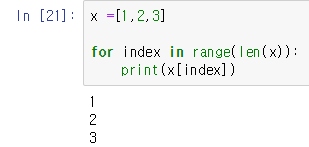 In [21]: x =[1,2,3]
for index in range(len(x)):
    print(x[index])
1
2
3